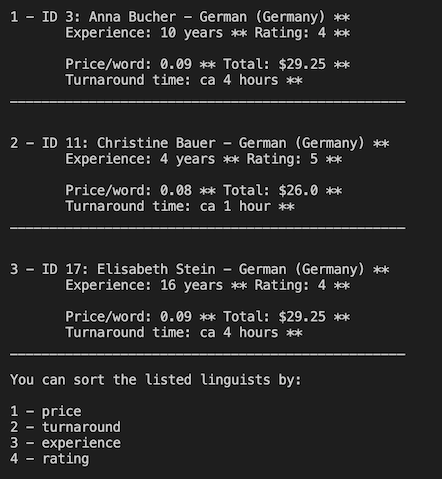 1 – ID 3: Anna Bucher – German (Germany) **
Experience: 10 years ** Rating: 4 **
Price/word: 0.09 ** Total: $29.25 **
Turnaround time: ca 4 hours **
___________________________________________________
2 – ID 11: Christine Bauer – German (Germany) **
Experience: 4 years ** Rating: 5 **
Price/word: 0.08 ** Total: $26.0 **
Turnaround time: ca 1 hour **
___________________________________________________
3 – ID 17: Elisabeth Stein – German (Germany) **
Experience: 16 years ** Rating: 4 **
Price/word: 0.09 ** Total: $29.25 **
Turnaround time: ca 4 hours **
___________________________________________________
You can sort the listed linguists by:
1 – price
2 – turnaround
3 – experience
4 – rating